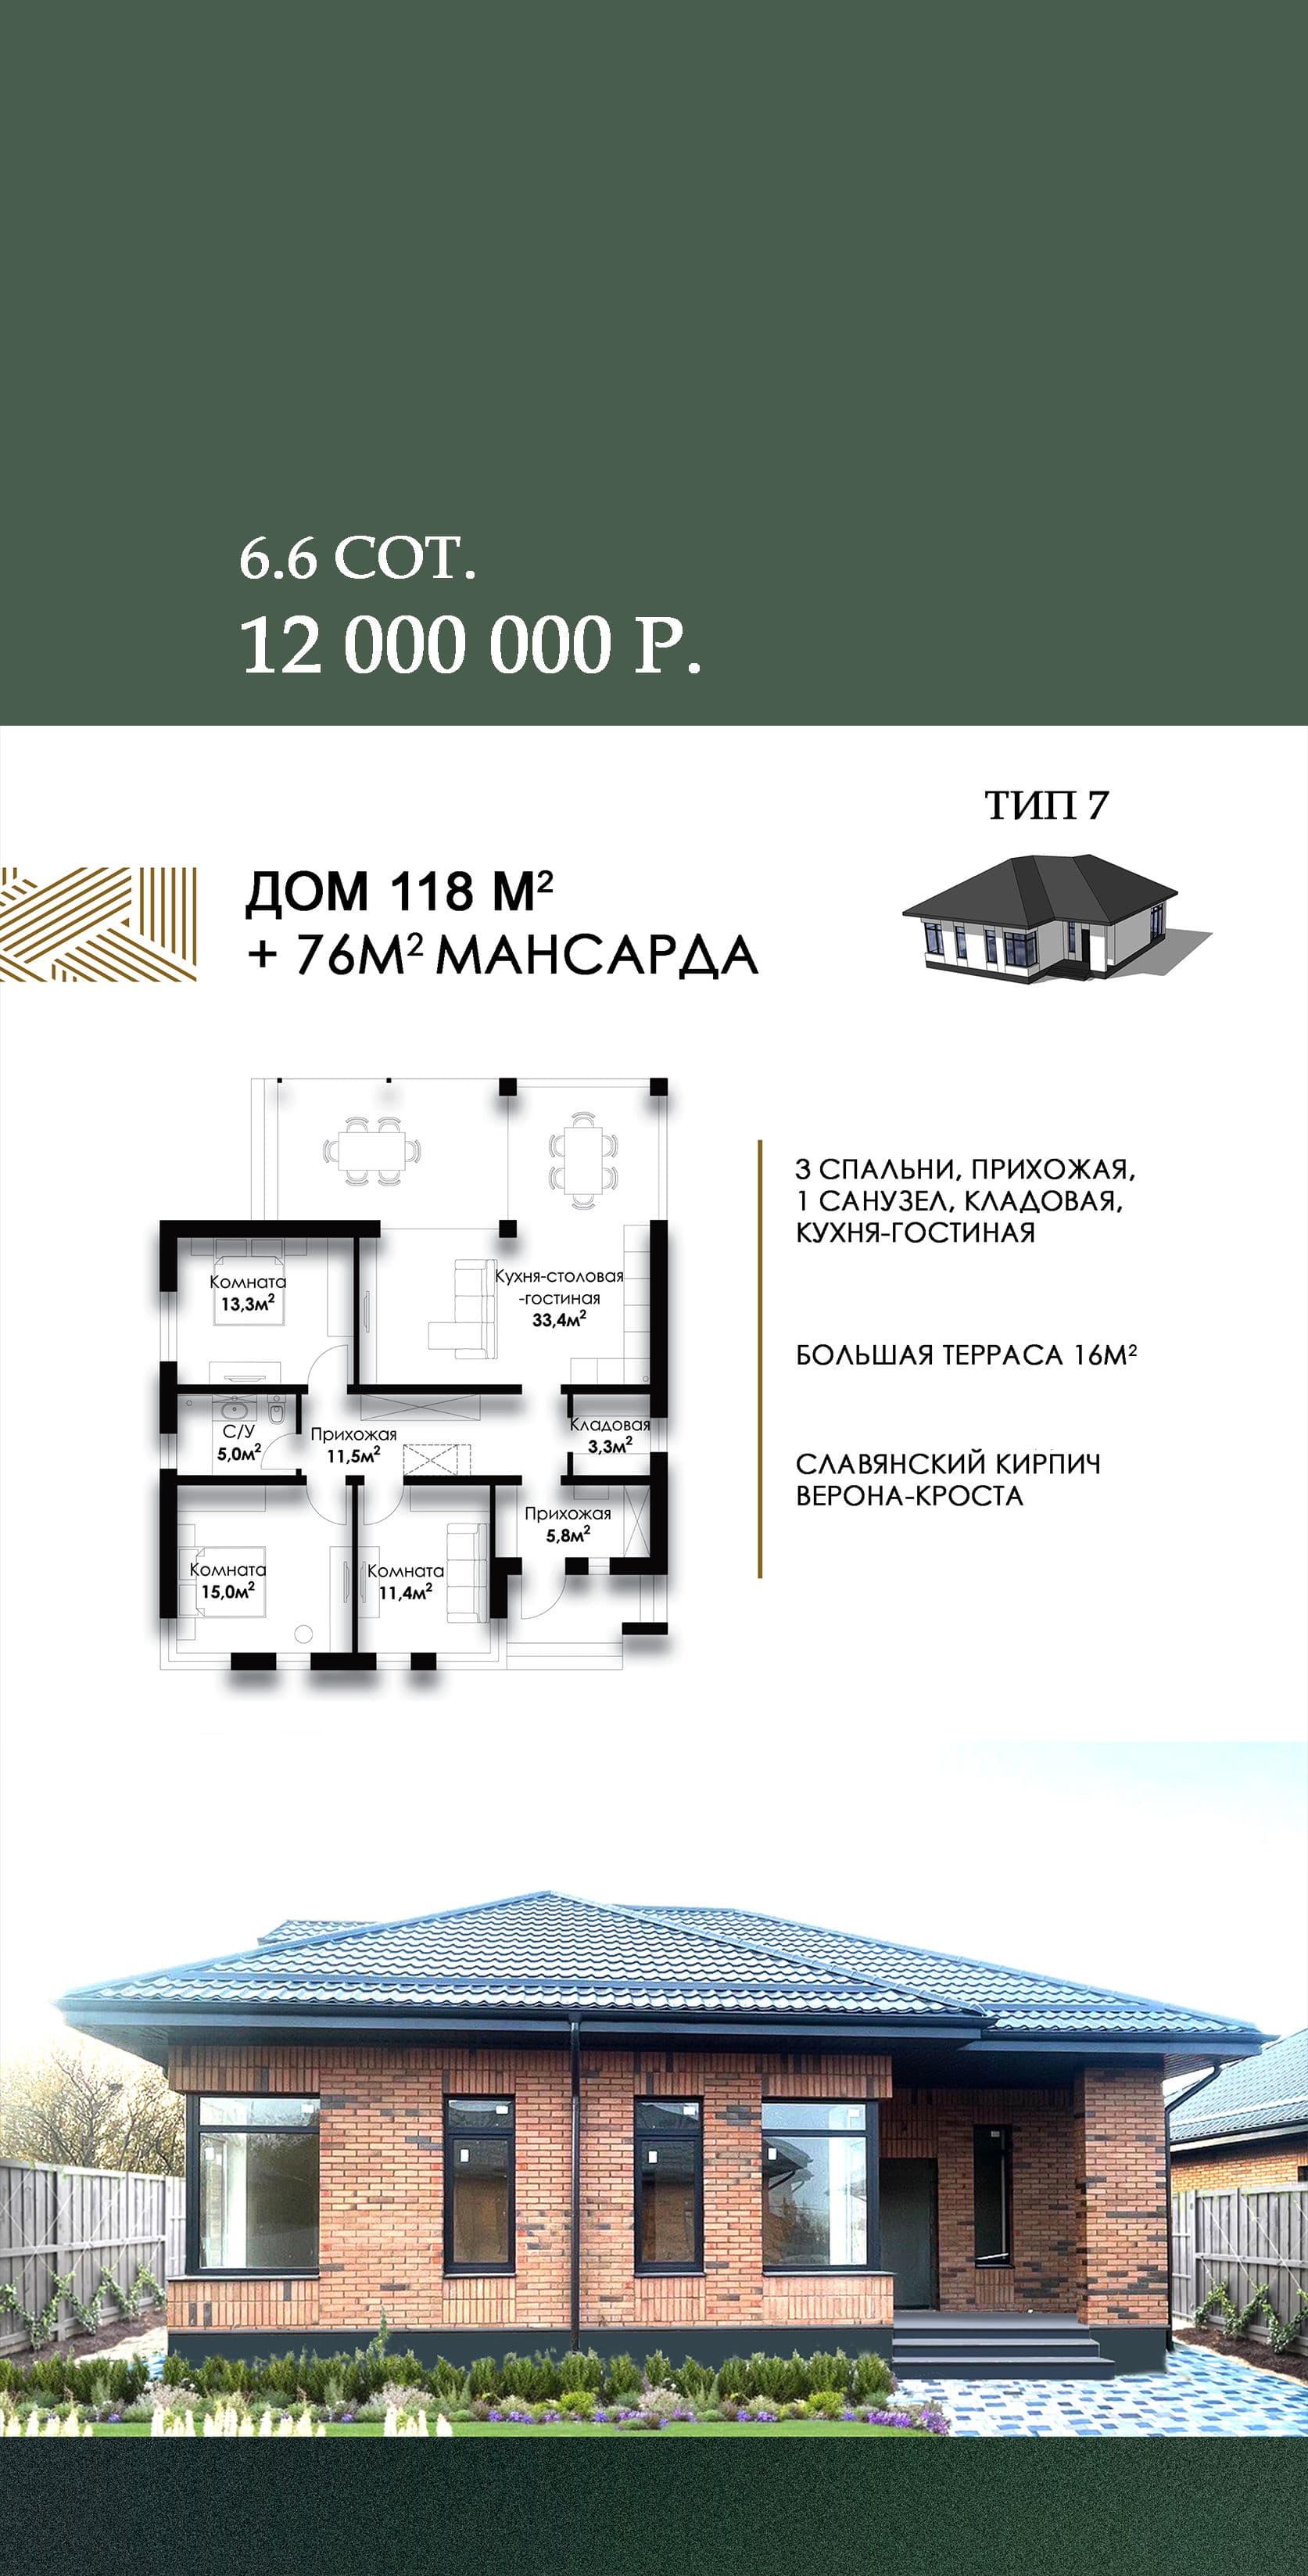 6.6 СОТ.
12 000 000 Р.
ТИП 7
ДОМ 118 М²
+ 76М² МАНСАРДА
3 СПАЛЬНИ, ПРИХОЖАЯ,
1 САНУЗЕЛ, КЛАДОВАЯ,
КУХНЯ-ГОСТИНАЯ
БОЛЬШАЯ ТЕРРАСА 16М²
СЛАВЯНСКИЙ КИРПИЧ
ВЕРОНА-КРОСТА
Комната
13,3м²
Кухня-столовая
-гостиная
33,4м²
С/У
5,0м²
Прихожая
11,5м²
Кладовая
3,3м²
Прихожая
5,8м²
Комната
15,0м²
Комната
11,4м²